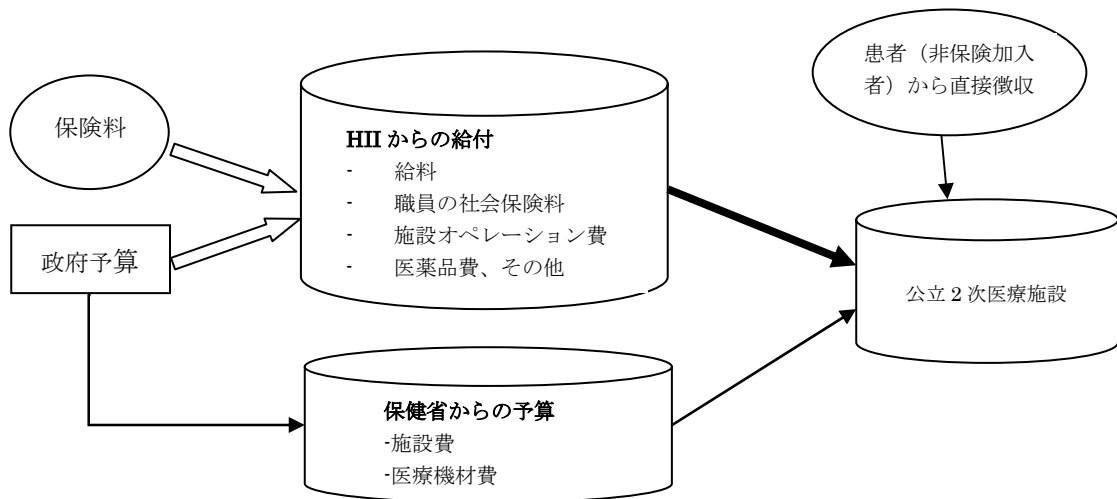 保険料
政府予算
HII からの給付
- 給料
- 職員の社会保険料
- 施設オペレーション費
- 医薬品費、その他
保健省からの予算
-施設費
-医療機材費
患者（非保険加入
者）から直接徴収
公立 2 次医療施設